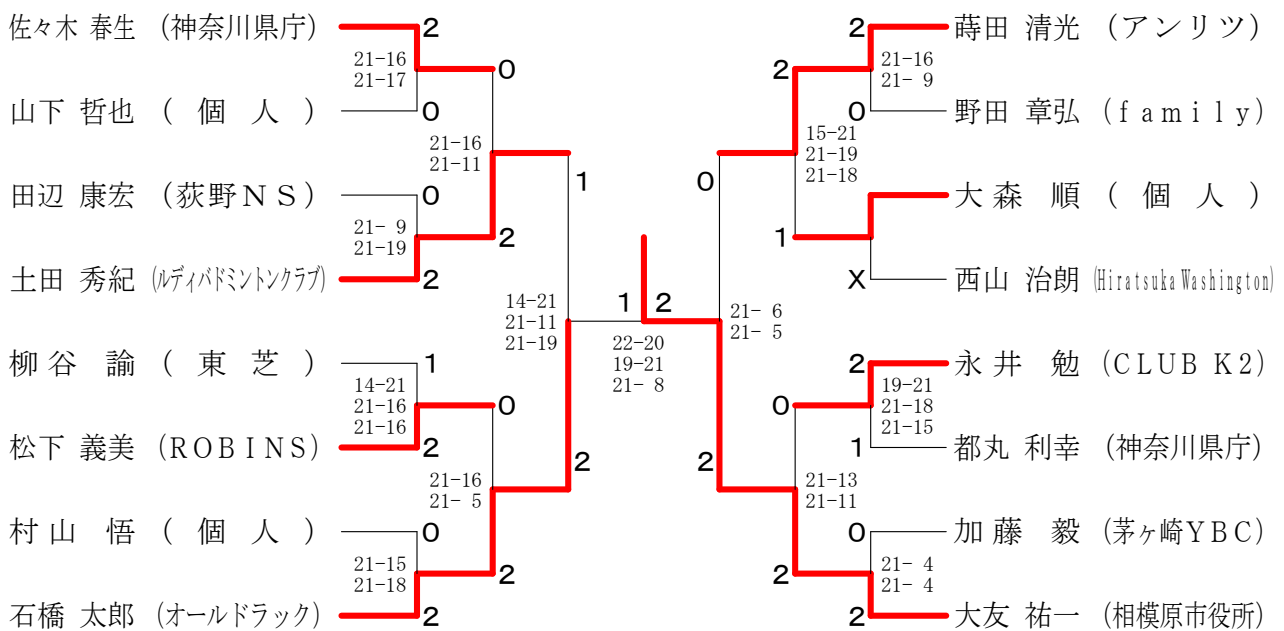 佐々木 春生 (神奈川県庁) 2
21-16
21-17
0
山下 哲也 ( 個 人 ) 0
21-16
21-11
1
田辺 康宏 (荻野NS) 0
21- 9
21-19
2
土田 秀紀 (ルディバドミントンクラブ) 2
14-21
21-11
21-19
柳谷 諭 ( 東 芝 ) 1
14-21
21-16
21-16
0
松下 義美 (ROBINS) 2
21-16
21- 5
2
村山 悟 ( 個 人 ) 0
21-15
21-18
2
石橋 太郎 (オールドラック) 2
1 2
22-20
19-21
21- 8
2 蒔田 清光 (アンリツ)
2
21-16
21- 9
0 野田 章弘 (family)
0
15-21
21-19
21-18
大森 順 ( 個 人 )
1
X 西山 治朗 (Hiratsuka Washington)
21- 6
21- 5
2 永井 勉 (CLUB K2)
0
19-21
21-18
21-15
1 都丸 利幸 (神奈川県庁)
2
21-13
21-11
0 加藤 毅 (茅ヶ崎YBC)
2
21- 4
21- 4
2 大友 祐一 (相模原市役所)